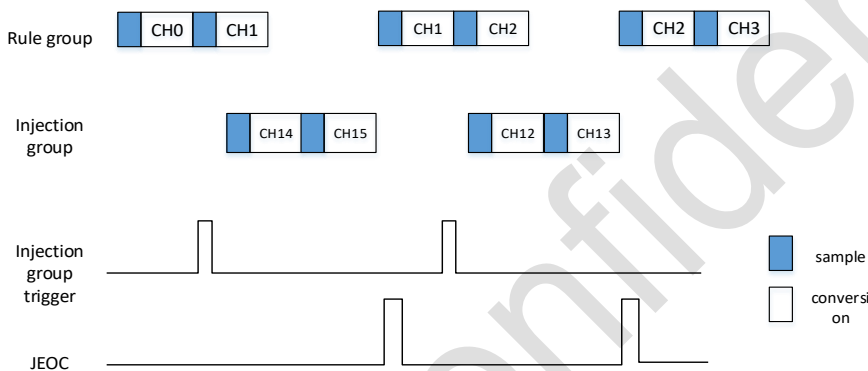 Rule group
CH0 CH1 CH1 CH2 CH2 CH3
Injection
group
CH14 CH15 CH12 CH13
Injection
group
trigger
sample
conversi
on
JEOC